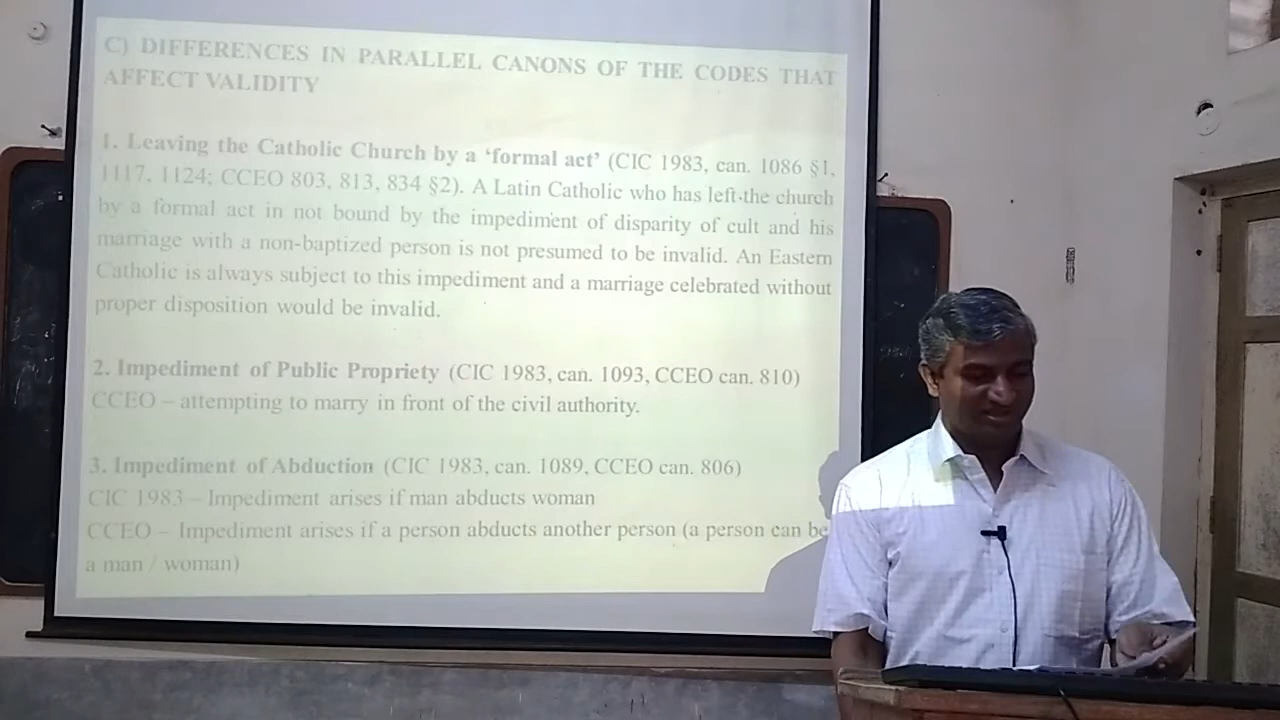 C) DIFFERENCES IN PARALLEL CANONS OF THE CODES THAT
AFFECT VALIDITY
1. Leaving the Catholic Church by a ‘formal act’ (CIC 1983, can. 1086 §1,
1117, 1124; CCEO 803, 813, 834 §2). A Latin Catholic who has left the church
by a formal act in not bound by the impediment of disparity of cult and his
marriage with a non-baptized person is not presumed to be invalid. An Eastern
Catholic is always subject to this impediment and a marriage celebrated without
proper disposition would be invalid.
2. Impediment of Public Propriety (CIC 1983, can. 1093, CCEO can. 810)
CCEO – attempting to marry in front of the civil authority.
3. Impediment of Abduction (CIC 1983, can. 1089, CCEO can. 806)
CIC 1983 – Impediment arises if man abducts woman
CCEO – Impediment arises if a person abducts another person (a person can be
a man / woman)